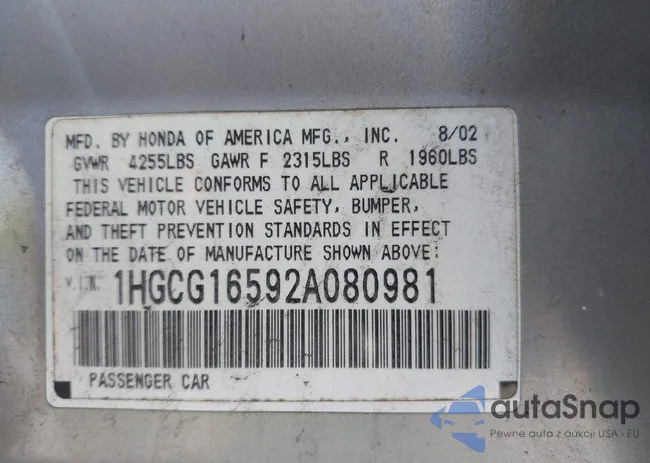 MFD. BY HONDA OF AMERICA MFG., INC. 8/02
GVWR 4255LBS GAWR F 2315LBS R 1960LBS
THIS VEHICLE CONFORMS TO ALL APPLICABLE
FEDERAL MOTOR VEHICLE SAFETY, BUMPER,
AND THEFT PREVENTION STANDARDS IN EFFECT
ON THE DATE OF MANUFACTURE SHOWN ABOVE:
V.I.N. 1HGCG16592A080981
PASSENGER CAR
autaSnap
Pewne auta z aukcji USA i EU